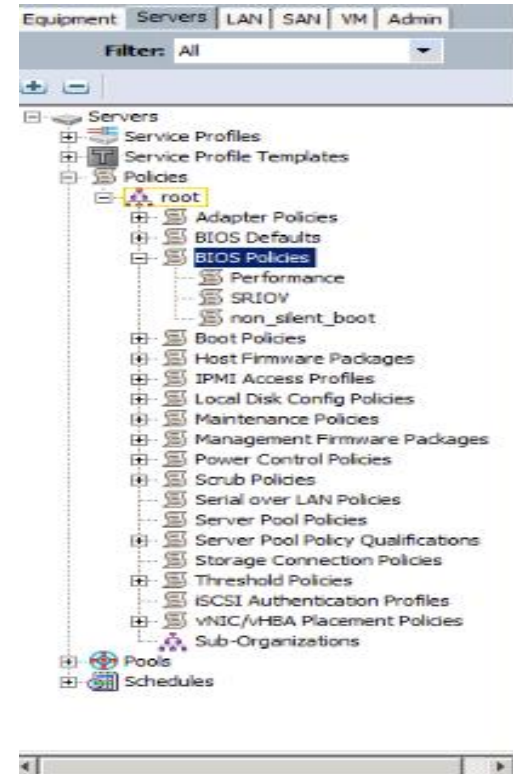 Equipment Servers LAN SAN VM Admin
Filter: All
Servers
Service Profiles
Service Profile Templates
Policies
root
Adapter Policies
BIOS Defaults
BIOS Policies
Performance
SRIOV
non_silent_boot
Boot Policies
Host Firmware Packages
IPMI Access Profiles
Local Disk Config Policies
Maintenance Policies
Management Firmware Packages
Power Control Policies
Scrub Policies
Serial over LAN Policies
Server Pool Policies
Server Pool Policy Qualifications
Storage Connection Policies
Threshold Policies
iSCSI Authentication Profiles
vNIC/vHBA Placement Policies
Sub-Organizations
Pools
Schedules